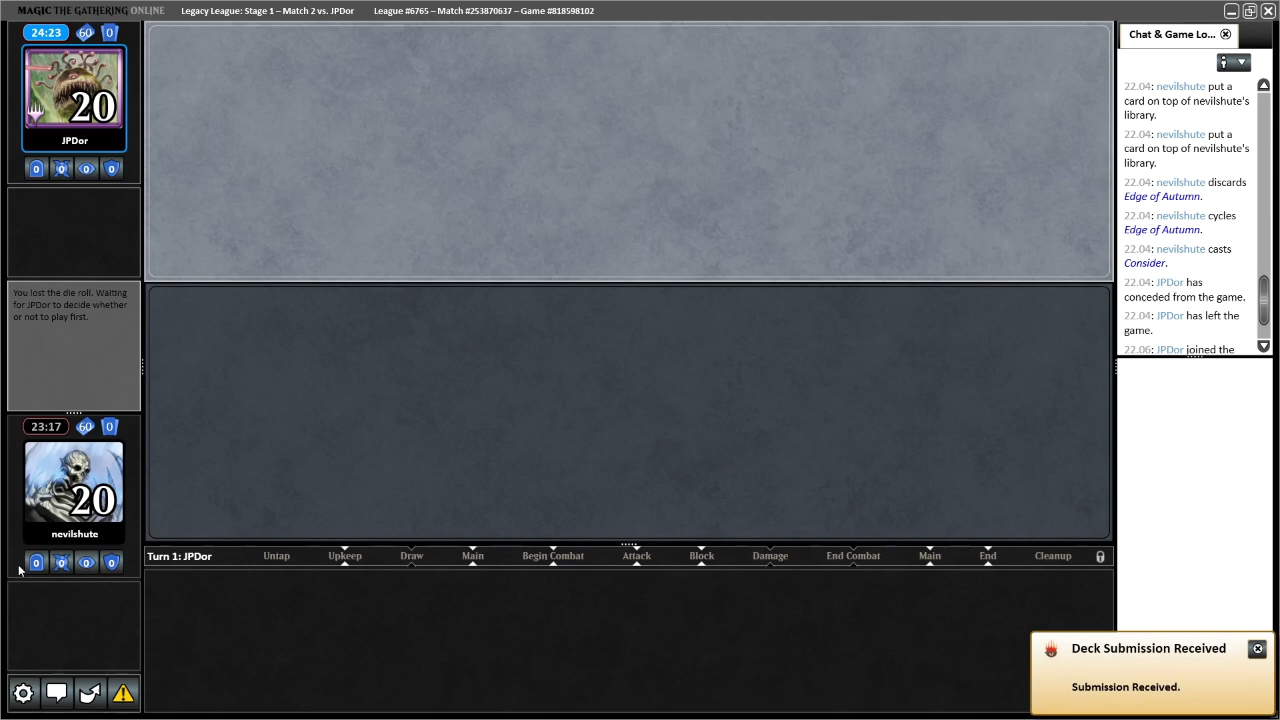 MAGIC THE GATHERING ONLINE Legacy League: Stage 1 – Match 2 vs. JPDor League #6765 – Match #253870637 – Game #818598102
24:23 60 0
20
JPDor
0 0 0 0
You lost the die roll. Waiting
for JPDor to decide whether
or not to play first.
23:17 60 0
20
nevilshute
0 0 0 0
Turn 1: JPDor Untap Upkeep Draw Main Begin Combat Attack Block Damage End Combat Main End Cleanup
Chat & Game Lo...
22.04: nevilshute put a
card on top of nevilshute's
library.
22.04: nevilshute put a
card on top of nevilshute's
library.
22.04: nevilshute discards
Edge of Autumn.
22.04: nevilshute cycles
Edge of Autumn.
22.04: nevilshute casts
Consider.
22.04: JPDor has
conceded from the game.
22.04: JPDor has left the
game.
22.06: JPDor joined the
Deck Submission Received
Submission Received.